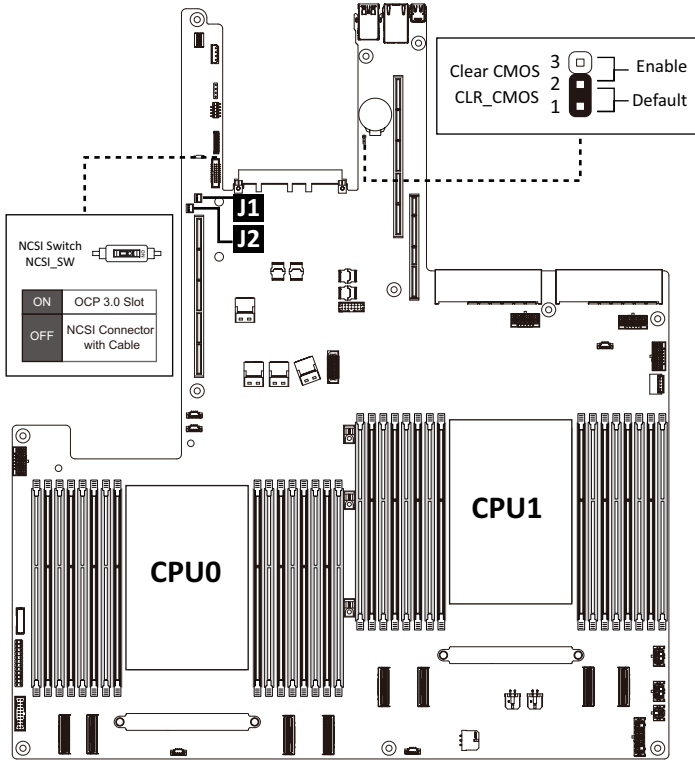 Clear CMOS
CLR_CMOS
3
2
1
Enable
Default
J1
J2
NCSI Switch
NCSI_SW
ON
OCP 3.0 Slot
OFF
NCSI Connector
with Cable
CPU1
CPU0